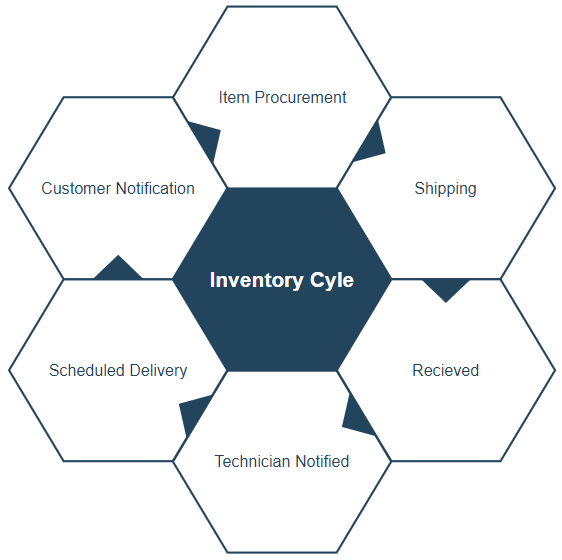 Item Procurement
Customer Notification
Shipping
Inventory Cyle
Scheduled Delivery
Recieved
Technician Notified